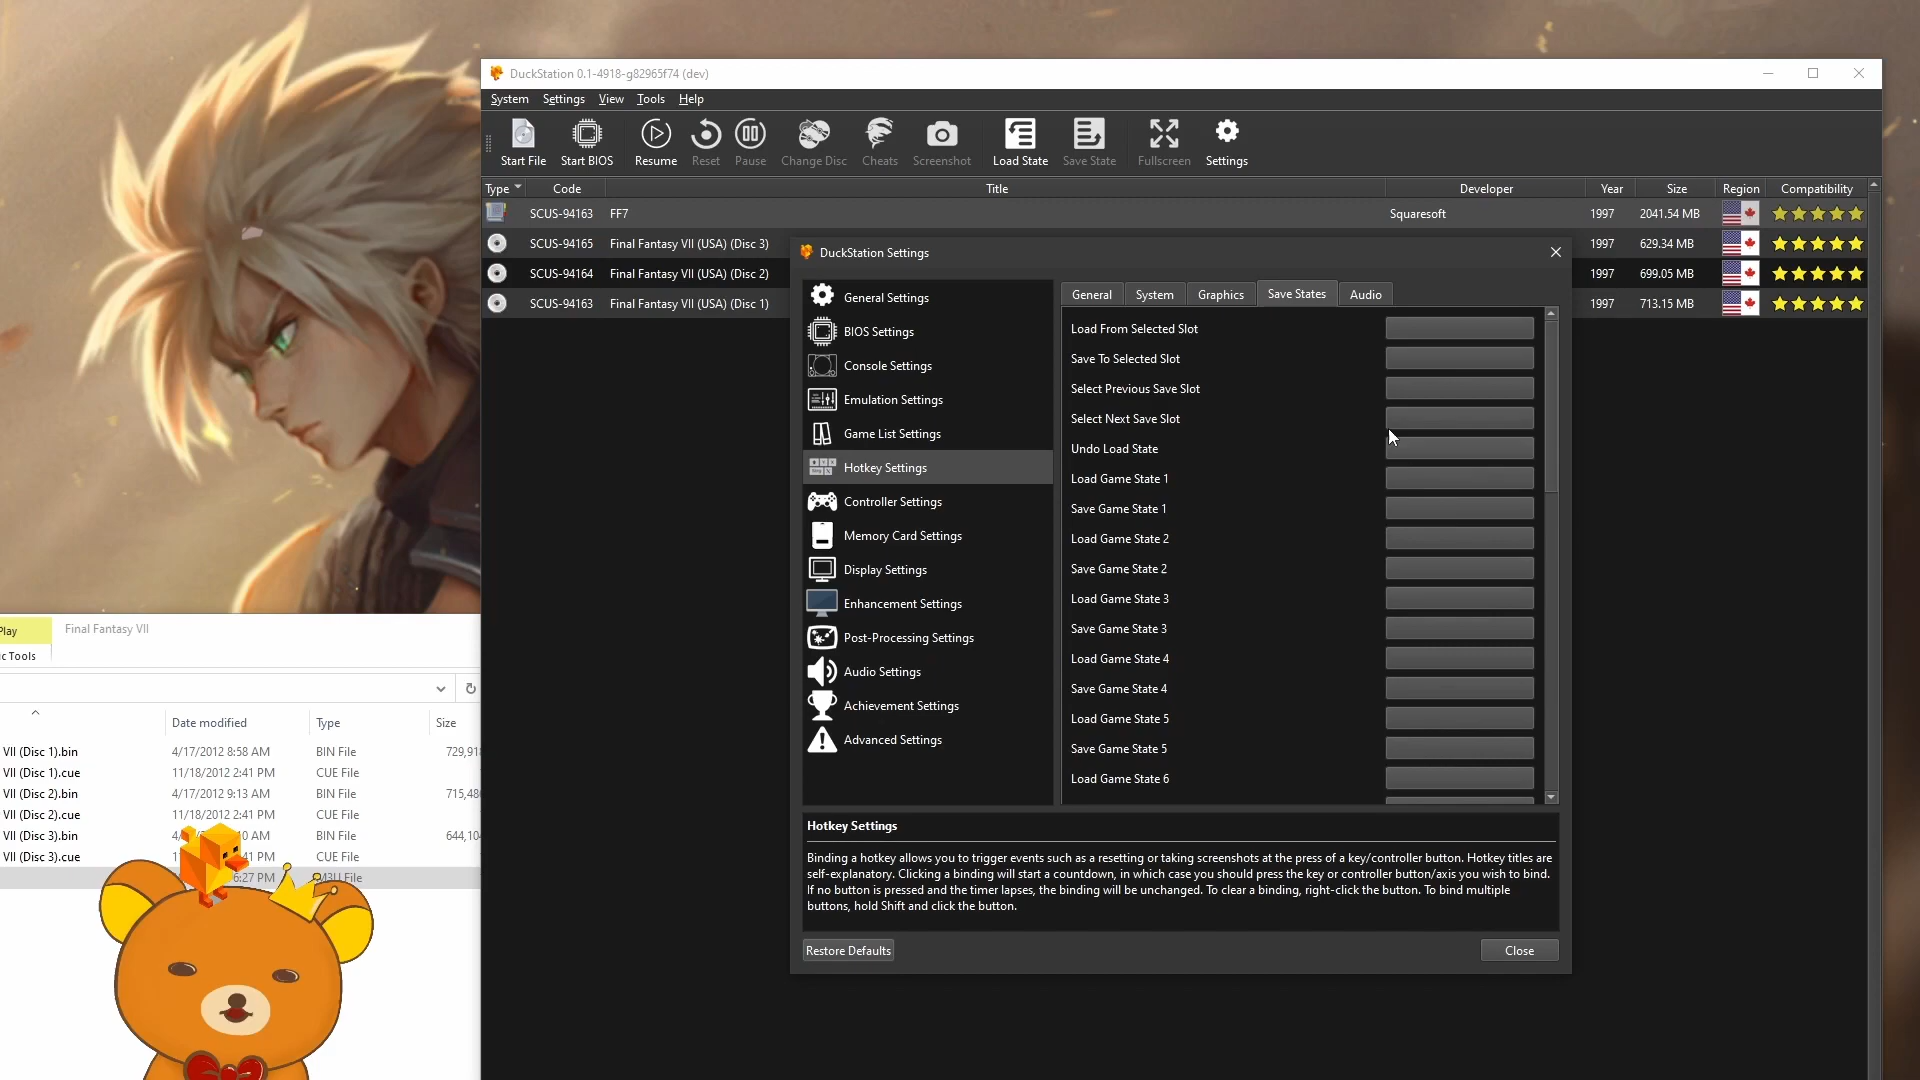 DuckStation 0.1-4918-g82965f74 (dev)
System Settings View Tools Help
Start File Start BIOS Resume Reset Pause Change Disc Cheats Screenshot Load State Save State Fullscreen Settings
Type Code Title Developer Year Size Region Compatibility
SCUS-94163 FF7 Squaresoft 1997 2041.54 MB
SCUS-94165 Final Fantasy VII (USA) (Disc 3) 1997 629.34 MB
SCUS-94164 Final Fantasy VII (USA) (Disc 2) 1997 699.05 MB
SCUS-94163 Final Fantasy VII (USA) (Disc 1) 1997 713.15 MB
DuckStation Settings
General Settings
BIOS Settings
Console Settings
Emulation Settings
Game List Settings
Hotkey Settings
Controller Settings
Memory Card Settings
Display Settings
Enhancement Settings
Post-Processing Settings
Audio Settings
Achievement Settings
Advanced Settings
General System Graphics Save States Audio
Load From Selected Slot
Save To Selected Slot
Select Previous Save Slot
Select Next Save Slot
Undo Load State
Load Game State 1
Save Game State 1
Load Game State 2
Save Game State 2
Load Game State 3
Save Game State 3
Load Game State 4
Save Game State 4
Load Game State 5
Save Game State 5
Load Game State 6
Hotkey Settings
Binding a hotkey allows you to trigger events such as a resetting or taking screenshots at the press of a key/controller button. Hotkey titles are
self-explanatory. Clicking a binding will start a countdown, in which case you should press the key or controller button/axis you wish to bind.
If no button is pressed and the timer lapses, the binding will be unchanged. To clear a binding, right-click the button. To bind multiple
buttons, hold Shift and click the button.
Restore Defaults Close
Play Final Fantasy VII
c Tools
Date modified Type Size
VII (Disc 1).bin 4/17/2012 8:58 AM BIN File 729,91
VII (Disc 1).cue 11/18/2012 2:41 PM CUE File
VII (Disc 2).bin 4/17/2012 9:13 AM BIN File 715,48
VII (Disc 2).cue 11/18/2012 2:41 PM CUE File
VII (Disc 3).bin AM BIN File 644,10
VII (Disc 3).cue PM CUE File
6:27 PM M3U File